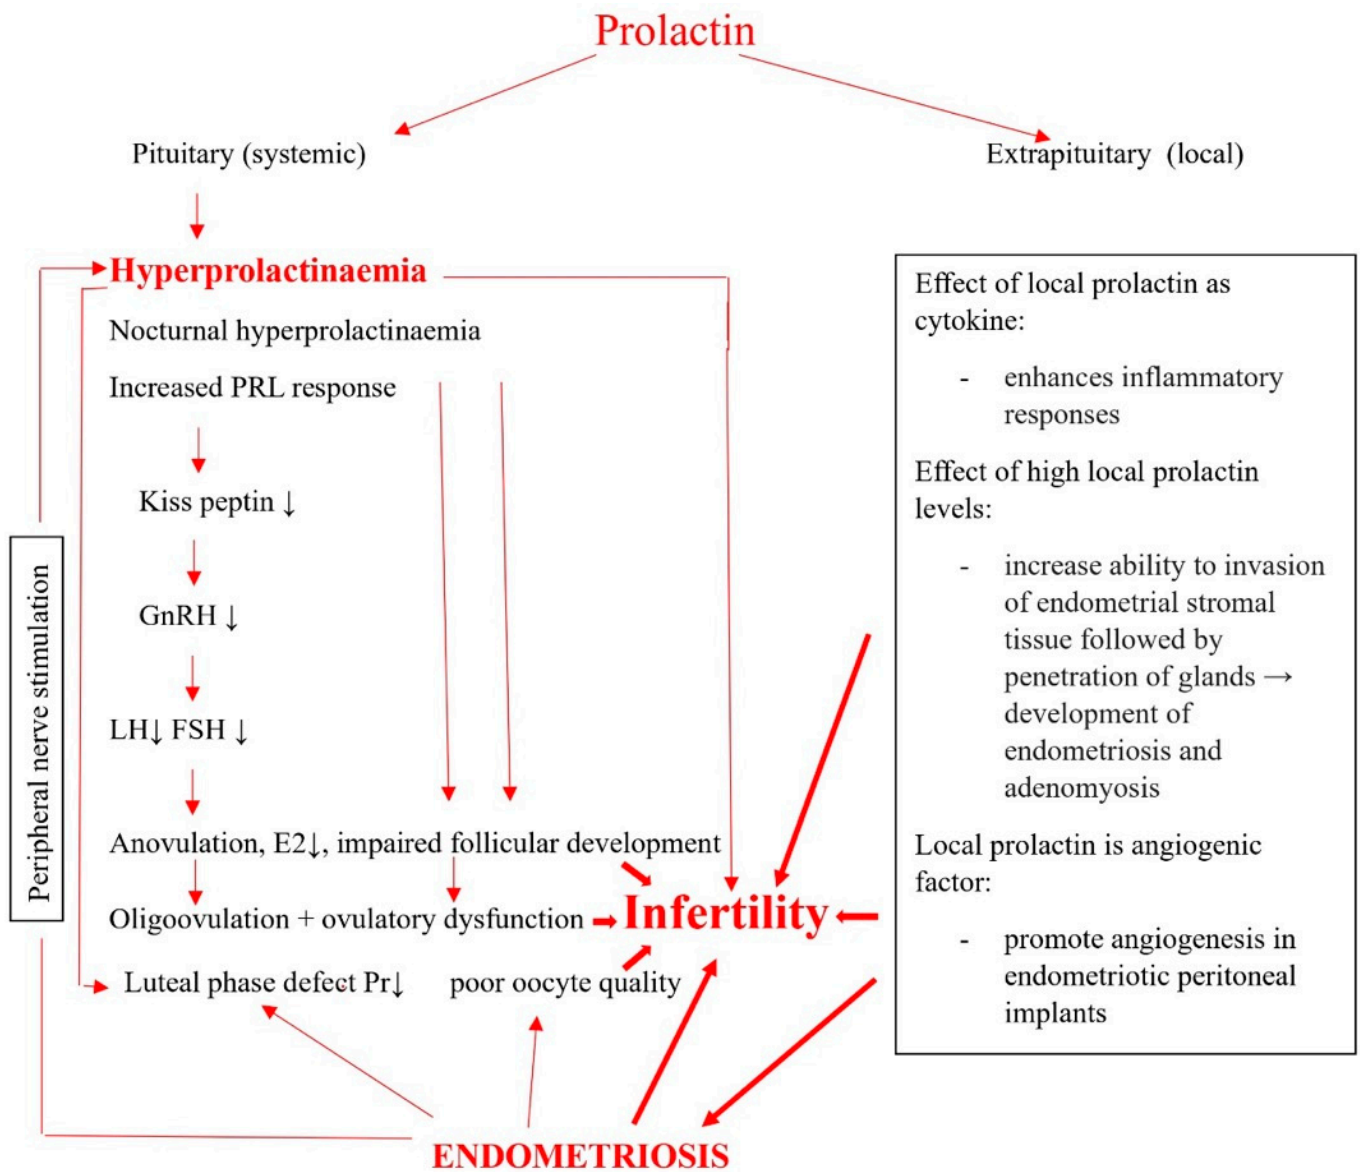 Prolactin
Pituitary (systemic)
Extrapituitary (local)
Hyperprolactinaemia
Nocturnal hyperprolactinaemia
Increased PRL response
Kiss peptin ↓
GnRH ↓
LH↓ FSH ↓
Anovulation, E2↓, impaired follicular development
Oligoovulation + ovulatory dysfunction
Infertility
Luteal phase defect Pr↓
poor oocyte quality
Peripheral nerve stimulation
ENDOMETRIOSIS
Effect of local prolactin as
cytokine:
- enhances inflammatory
responses
Effect of high local prolactin
levels:
- increase ability to invasion
of endometrial stromal
tissue followed by
penetration of glands →
development of
endometriosis and
adenomyosis
Local prolactin is angiogenic
factor:
- promote angiogenesis in
endometriotic peritoneal
implants